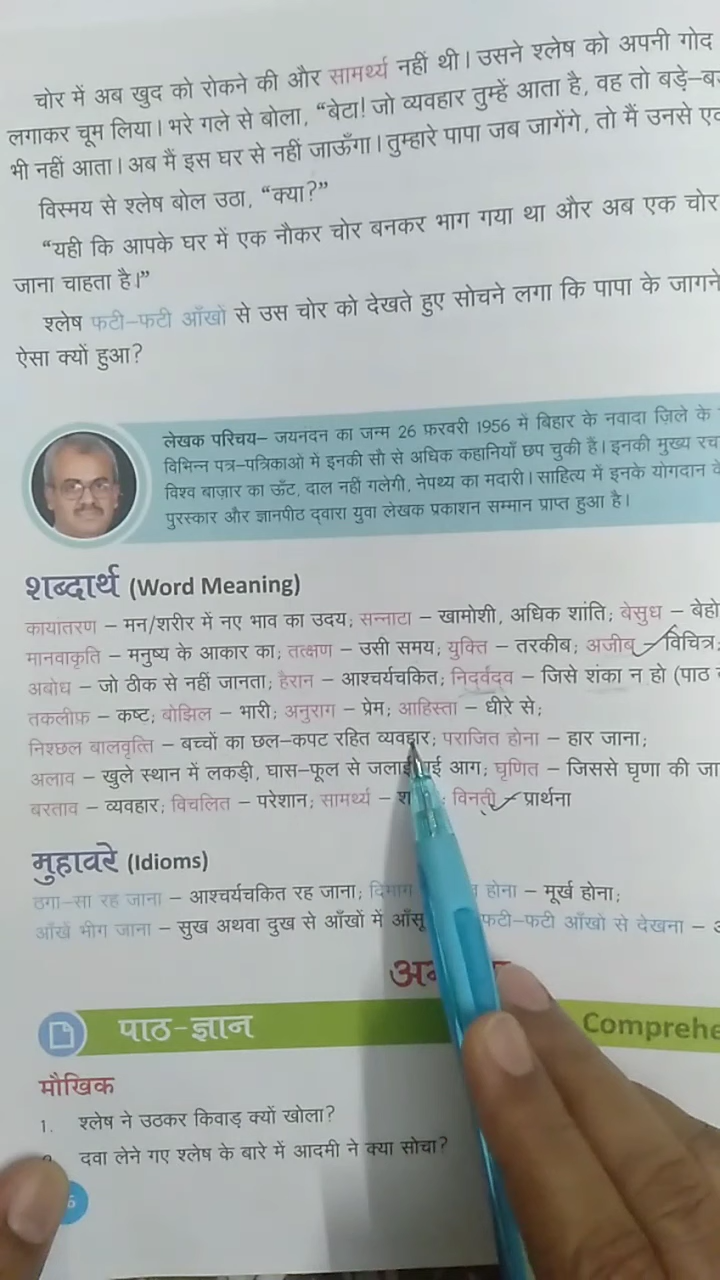 चोर में अब खुद को रोकने की और सामर्थ्य नहीं थी। उसने श्लेष को अपनी गोद
लगाकर चूम लिया। भरे गले से बोला, “बेटा! जो व्यवहार तुम्हें आता है, वह तो बड़े-
भी नहीं आता। अब मैं इस घर से नहीं जाऊँगा। तुम्हारे पापा जब जागेंगे, तो मैं उनसे
विस्मय से श्लेष बोल उठा, “क्या?”
“यही कि आपके घर में एक नौकर चोर बनकर भाग गया था और अब एक चोर
जाना चाहता है।”
श्लेष फटी-फटी आँखों से उस चोर को देखते हुए सोचने लगा कि पापा के जागने
ऐसा क्यों हुआ?
लेखक परिचय– जयनदन का जन्म 26 फरवरी 1956 में बिहार के नवादा ज़िले के
विभिन्न पत्र-पत्रिकाओं में इनकी सौ से अधिक कहानियाँ छप चुकी हैं। इनकी मुख्य
विश्व बाज़ार का ऊँट, दाल नहीं गलेगी, नेपथ्य का मदारी। साहित्य में इनके योगदान
पुरस्कार और ज्ञानपीठ द्वारा युवा लेखक प्रकाशन सम्मान प्राप्त हुआ है।
शब्दार्थ (Word Meaning)
कायांतरण – मन/शरीर में नए भाव का उदय; सन्नाटा – खामोशी, अधिक शांति; बेसुध –
मानवाकृति – मनुष्य के आकार का; तत्क्षण – उसी समय; युक्ति – तरकीब; अजीब – विचित्र;
अबोध – जो ठीक से नहीं जानता; हैरान – आश्चर्यचकित; निर्द्वंद्व – जिसे शंका न हो (पाठ
तकलीफ़ – कष्ट; बोझिल – भारी; अनुराग – प्रेम; आहिस्ता – धीरे से;
निश्छल बालवृत्ति – बच्चों का छल-कपट रहित व्यवहार; पराजित होना – हार जाना;
अलाव – खुले स्थान में लकड़ी, घास-फूल से आग; घृणित – जिससे घृणा की
बरताव – व्यवहार; विचलित – परेशान; सामर्थ्य – विनती – प्रार्थना
मुहावरे (Idioms)
ठगा-सा रह जाना – आश्चर्यचकित रह जाना; होना – मूर्ख होना;
आँखें भीग जाना – सुख अथवा दुख से आँखों में आँसू फटी-फटी आँखों से देखना –
पाठ-ज्ञान
मौखिक
1. श्लेष ने उठकर किवाड़ क्यों खोला?
दवा लेने गए श्लेष के बारे में आदमी ने क्या सोचा?